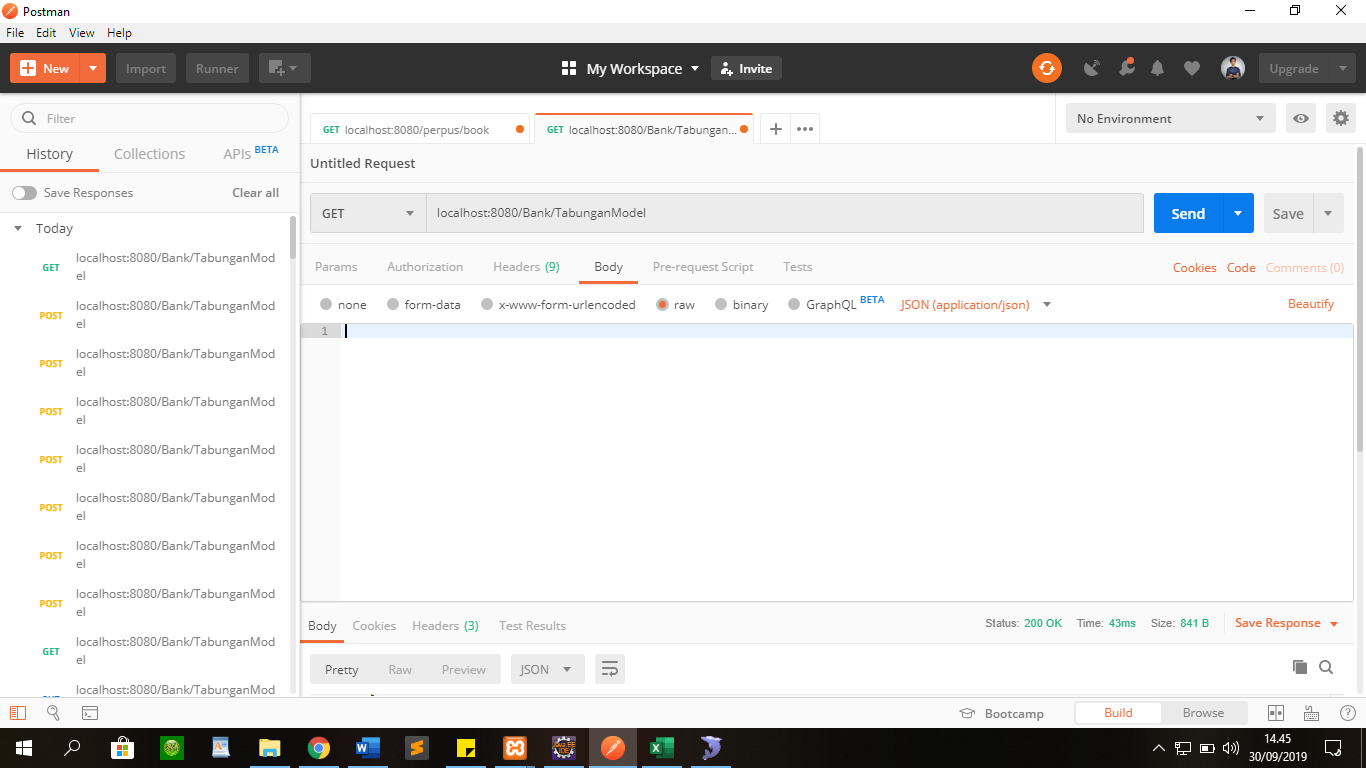 Postman
File Edit View Help
New Import Runner My Workspace Invite Upgrade
Filter
History Collections APIs BETA
Save Responses Clear all
Today
GET localhost:8080/Bank/TabunganMod
el
POST localhost:8080/Bank/TabunganMod
el
POST localhost:8080/Bank/TabunganMod
el
POST localhost:8080/Bank/TabunganMod
el
POST localhost:8080/Bank/TabunganMod
el
POST localhost:8080/Bank/TabunganMod
el
POST localhost:8080/Bank/TabunganMod
el
POST localhost:8080/Bank/TabunganMod
el
GET localhost:8080/Bank/TabunganMod
el
localhost:8080/Bank/TabunganMod
GET localhost:8080/perpus/book GET localhost:8080/Bank/Tabungan... No Environment
Untitled Request
GET localhost:8080/Bank/TabunganModel Send Save
Params Authorization Headers (9) Body Pre-request Script Tests Cookies Code Comments (0)
none form-data x-www-form-urlencoded raw binary GraphQL BETA JSON (application/json) Beautify
1
Body Cookies Headers (3) Test Results Status: 200 OK Time: 43ms Size: 841 B Save Response
Pretty Raw Preview JSON
Bootcamp Build Browse
14.45
30/09/2019